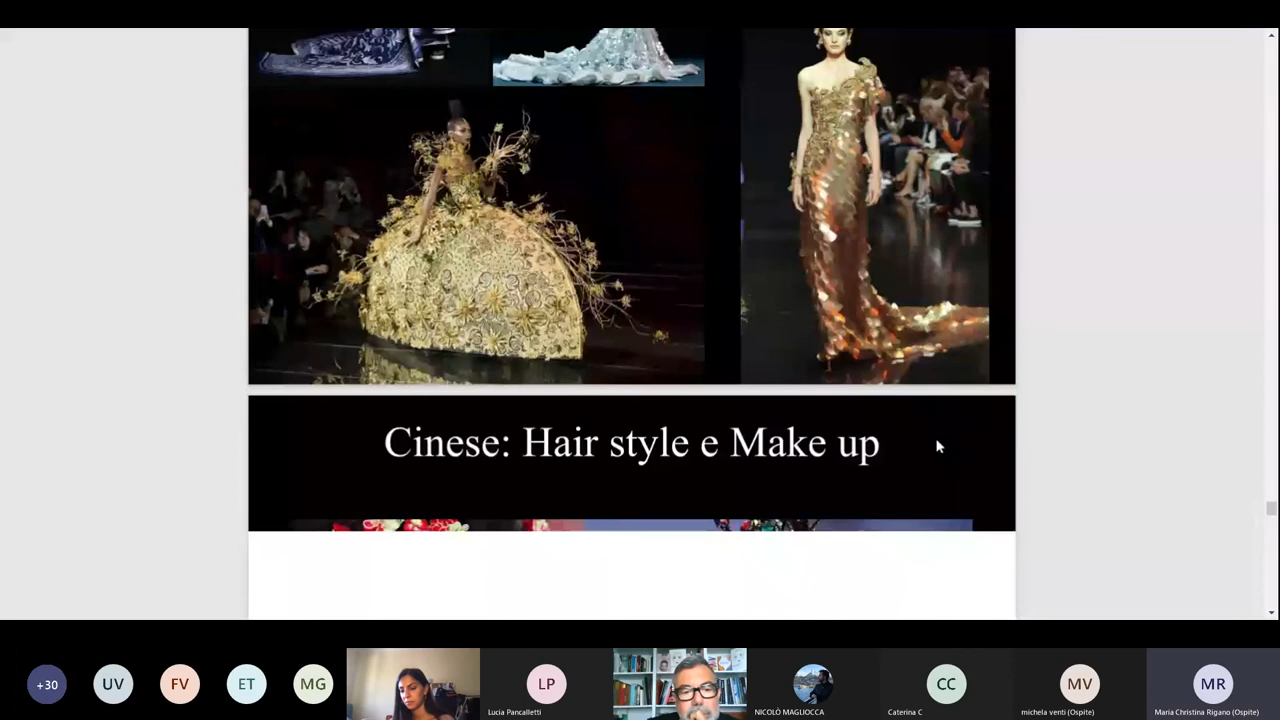 Cinese: Hair style e Make up
+30
UV
FV
ET
MG
LP
Lucia Pancalletti
NICOLÒ MAGLIOCCA
CC
Caterina C
MV
michela venti (Ospite)
MR
Maria Christina Rigano (Ospite)